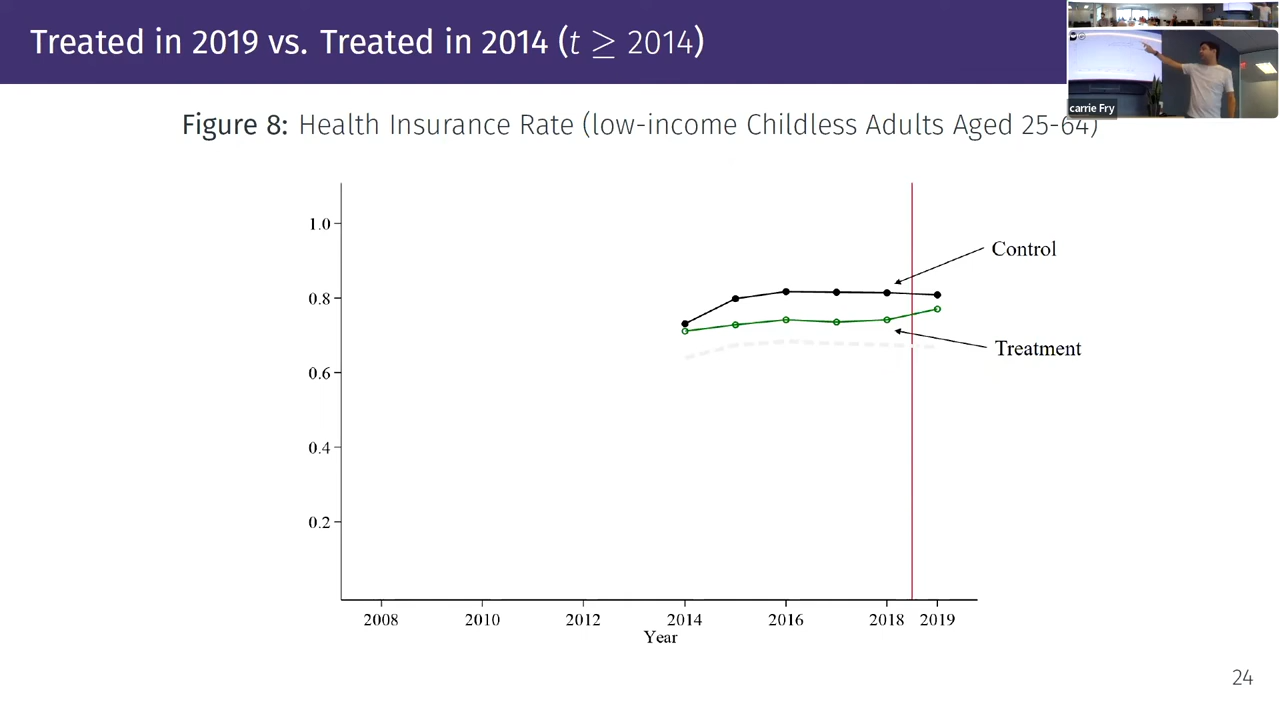 Treated in 2019 vs. Treated in 2014 (t ≥ 2014)
carrie Fry
Figure 8: Health Insurance Rate (low-income Childless Adults Aged 25-64)
1.0
Control
0.8
Treatment
0.6
0.4
0.2
2008 2010 2012 2014 2016 2018 2019
Year
24